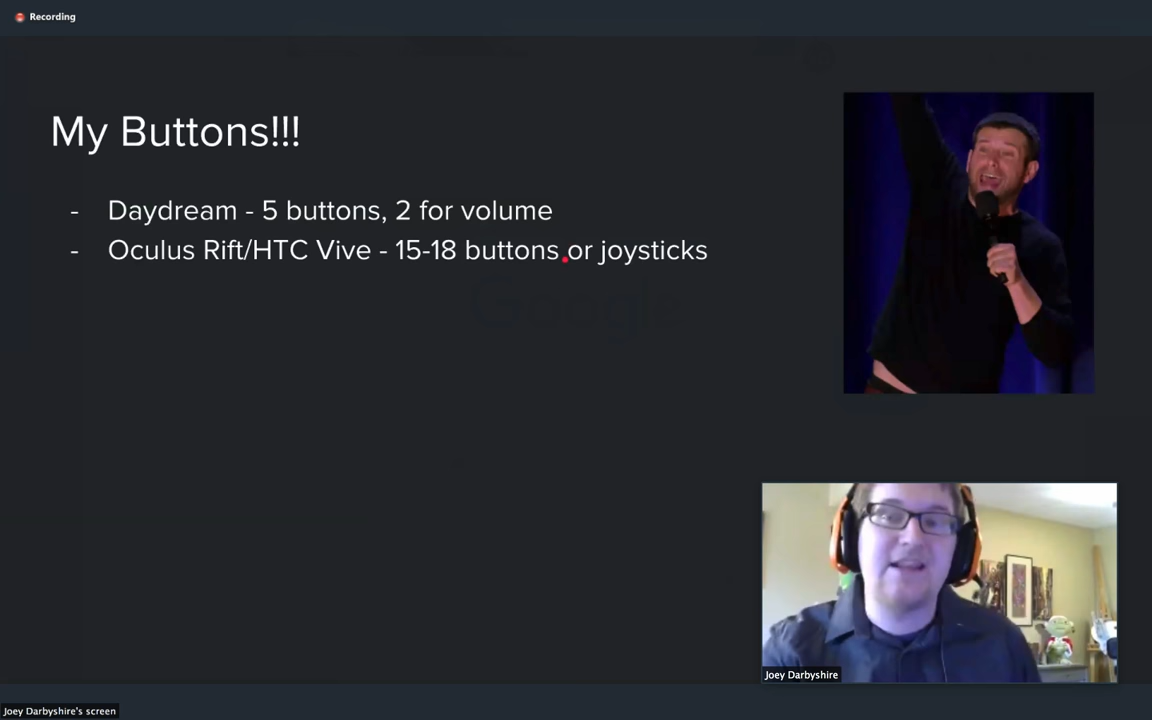 Recording
My Buttons!!!
- Daydream - 5 buttons, 2 for volume
- Oculus Rift/HTC Vive - 15-18 buttons or joysticks
Google
Joey Darbyshire
Joey Darbyshire's screen